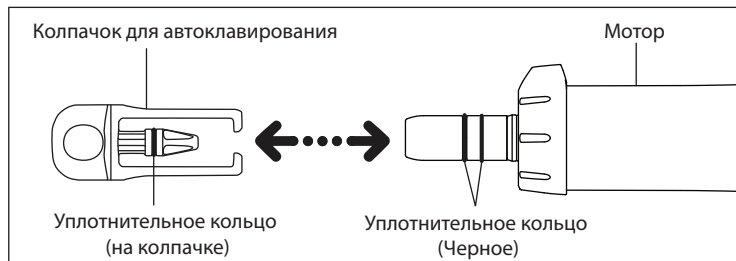 Колпачок для автоклавирования
Мотор
Уплотнительное кольцо
(на колпачке)
Уплотнительное кольцо
(Черное)